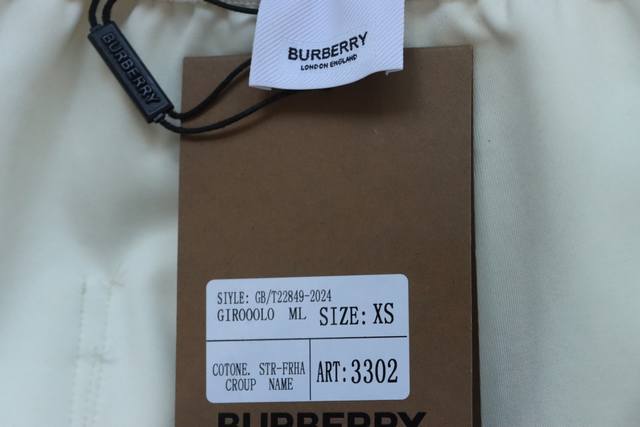 BURBERRY
LONDON ENGLAND
BURBERRY
SIYLE: GB/T22849-2024
GIROOOLO ML SIZE: XS
COTONE. STR-FRHA
CROUP NAME
ART: 3302
BURBERRY